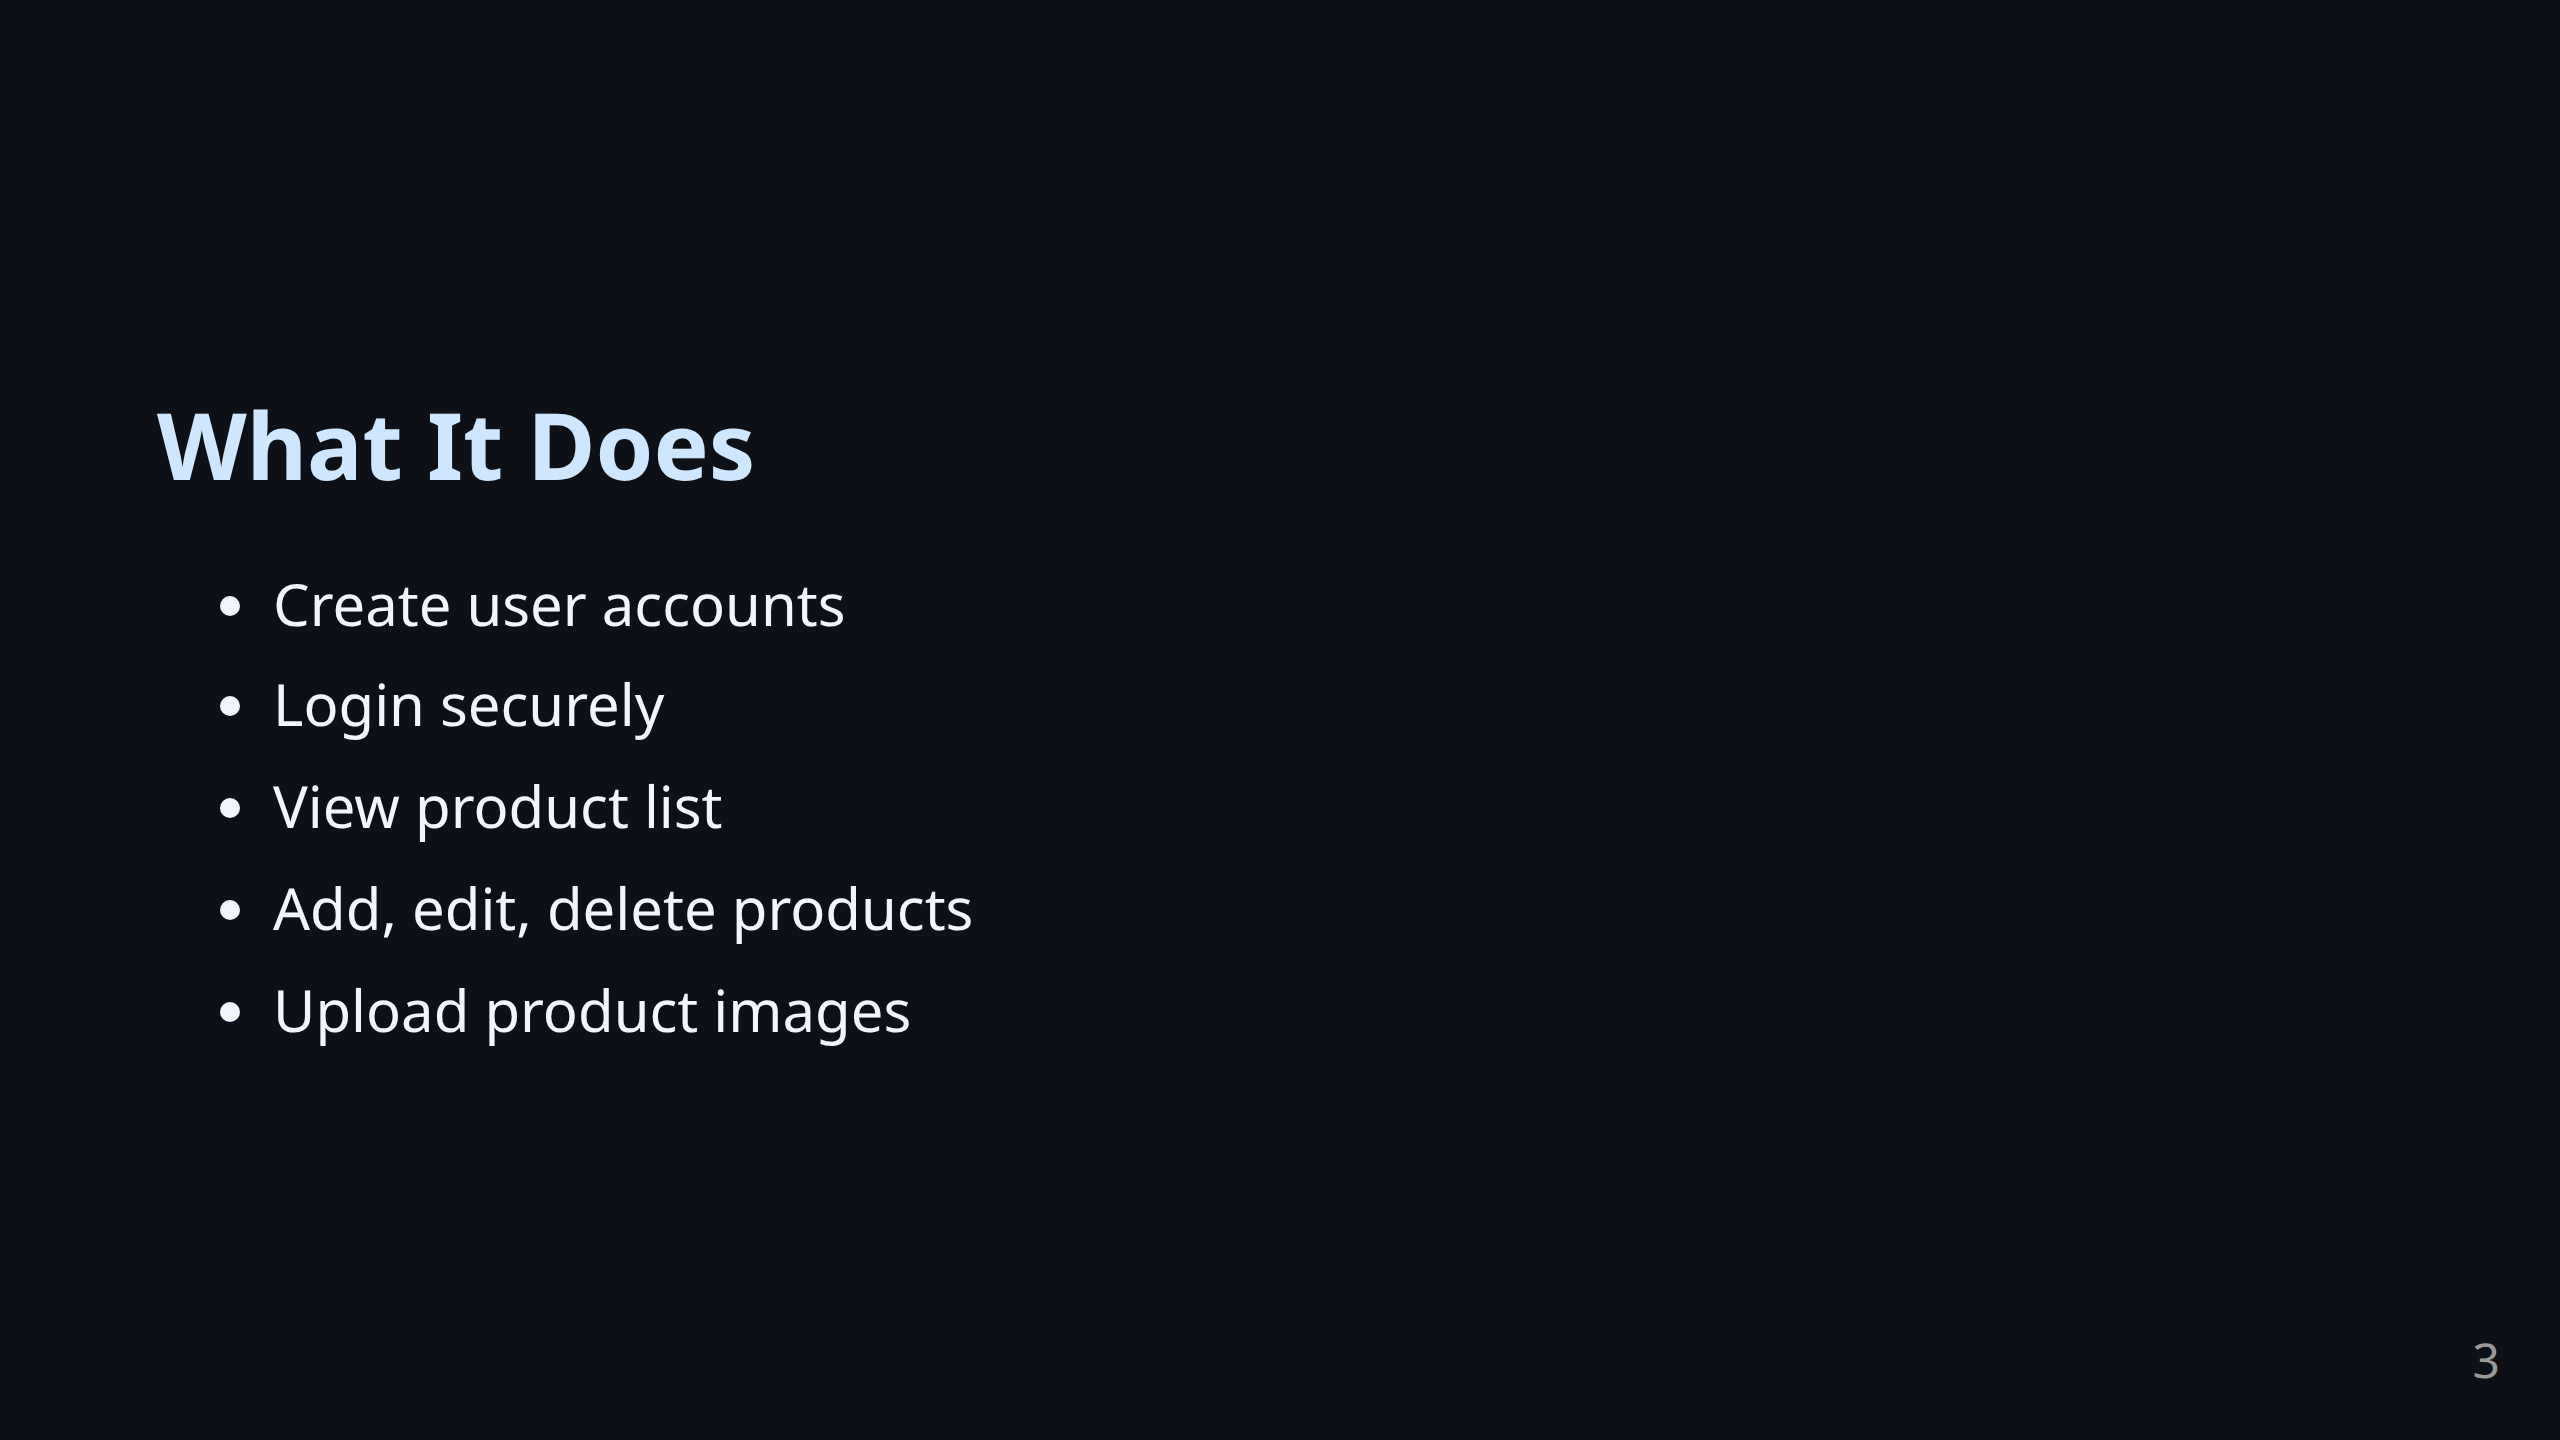 What It Does
• Create user accounts
• Login securely
• View product list
• Add, edit, delete products
• Upload product images
3